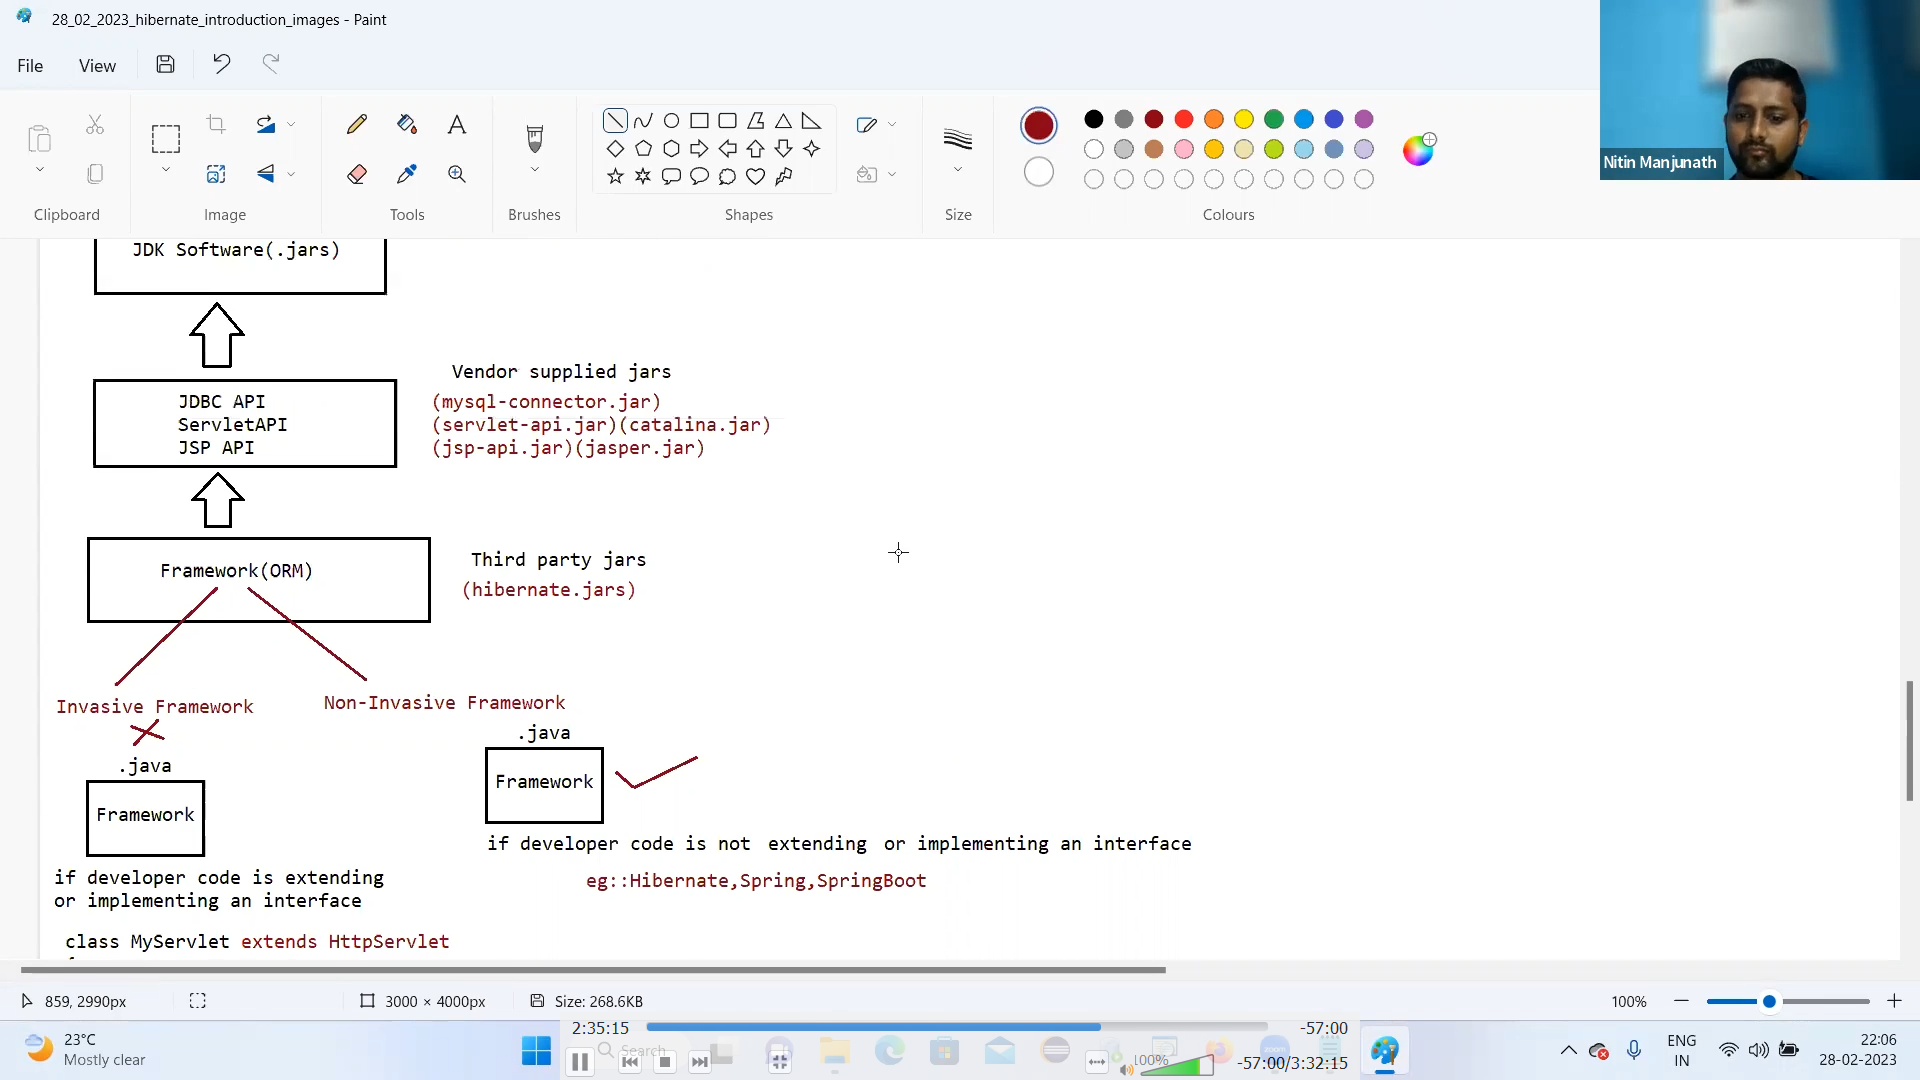 28_02_2023_hibernate_introduction_images - Paint
File
View
Clipboard
Image
Tools
Brushes
Shapes
Size
Colours
Nitin Manjunath
JDK Software(.jars)
Vendor supplied jars
JDBC API
(mysql-connector.jar)
ServletAPI
(servlet-api.jar)(catalina.jar)
JSP API
(jsp-api.jar)(jasper.jar)
Framework(ORM)
Third party jars
(hibernate.jars)
Invasive Framework
Non-Invasive Framework
.java
.java
Framework
Framework
if developer code is not extending or implementing an interface
if developer code is extending
or implementing an interface
eg::Hibernate,Spring,SpringBoot
class MyServlet extends HttpServlet
859, 2990px
3000 × 4000px
Size: 268.6KB
100%
23°C
Mostly clear
2:35:15
-57:00
Search
100%
-57:00/3:32:15
ENG
IN
22:06
28-02-2023